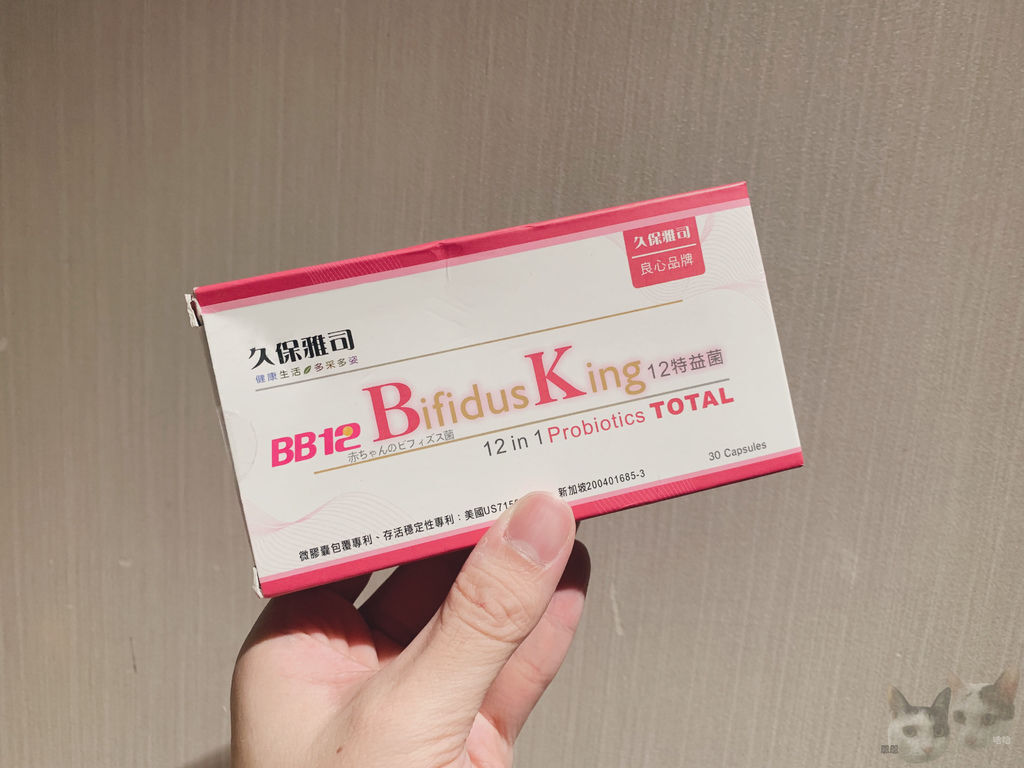 久保雅司
良心品牌
久保雅司
健康生活多采多姿
BB12 Bifidus King 12特益菌
赤ちゃんのビフィズス菌
12 in 1 Probiotics TOTAL
30 Capsules
微膠囊包覆專利、存活穩定性專利：美國US715 新加坡200401685-3